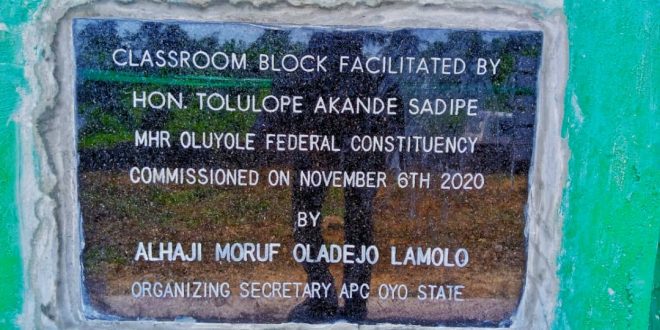 CLASSROOM BLOCK FACILITATED BY
HON. TOLULOPE AKANDE SADIPE
MHR OLUYOLE FEDERAL CONSTITUENCY
COMMISSIONED ON NOVEMBER 6TH 2020
BY
ALHAJI MORUF OLADEJO LAMOLO
ORGANIZING SECRETARY APC OYO STATE